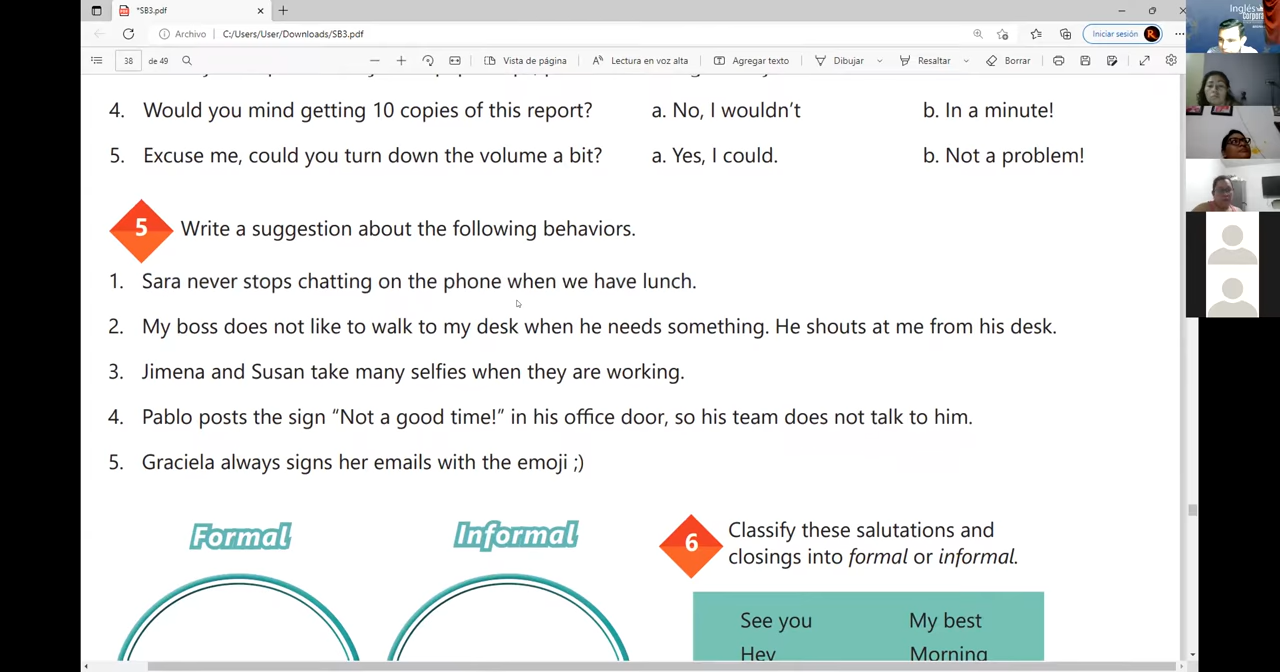 *SB3.pdf
Archivo
C:/Users/User/Downloads/SB3.pdf
Iniciar sesión
Inglés
Corpora
38
de 49
Vista de página
Lectura en voz alta
Agregar texto
Dibujar
Resaltar
Borrar
4. Would you mind getting 10 copies of this report? a. No, I wouldn't b. In a minute!
5. Excuse me, could you turn down the volume a bit? a. Yes, I could. b. Not a problem!
5 Write a suggestion about the following behaviors.
1. Sara never stops chatting on the phone when we have lunch.
2. My boss does not like to walk to my desk when he needs something. He shouts at me from his desk.
3. Jimena and Susan take many selfies when they are working.
4. Pablo posts the sign “Not a good time!” in his office door, so his team does not talk to him.
5. Graciela always signs her emails with the emoji ;)
Formal
Informal
6 Classify these salutations and
closings into formal or informal.
See you My best
Hey Morning